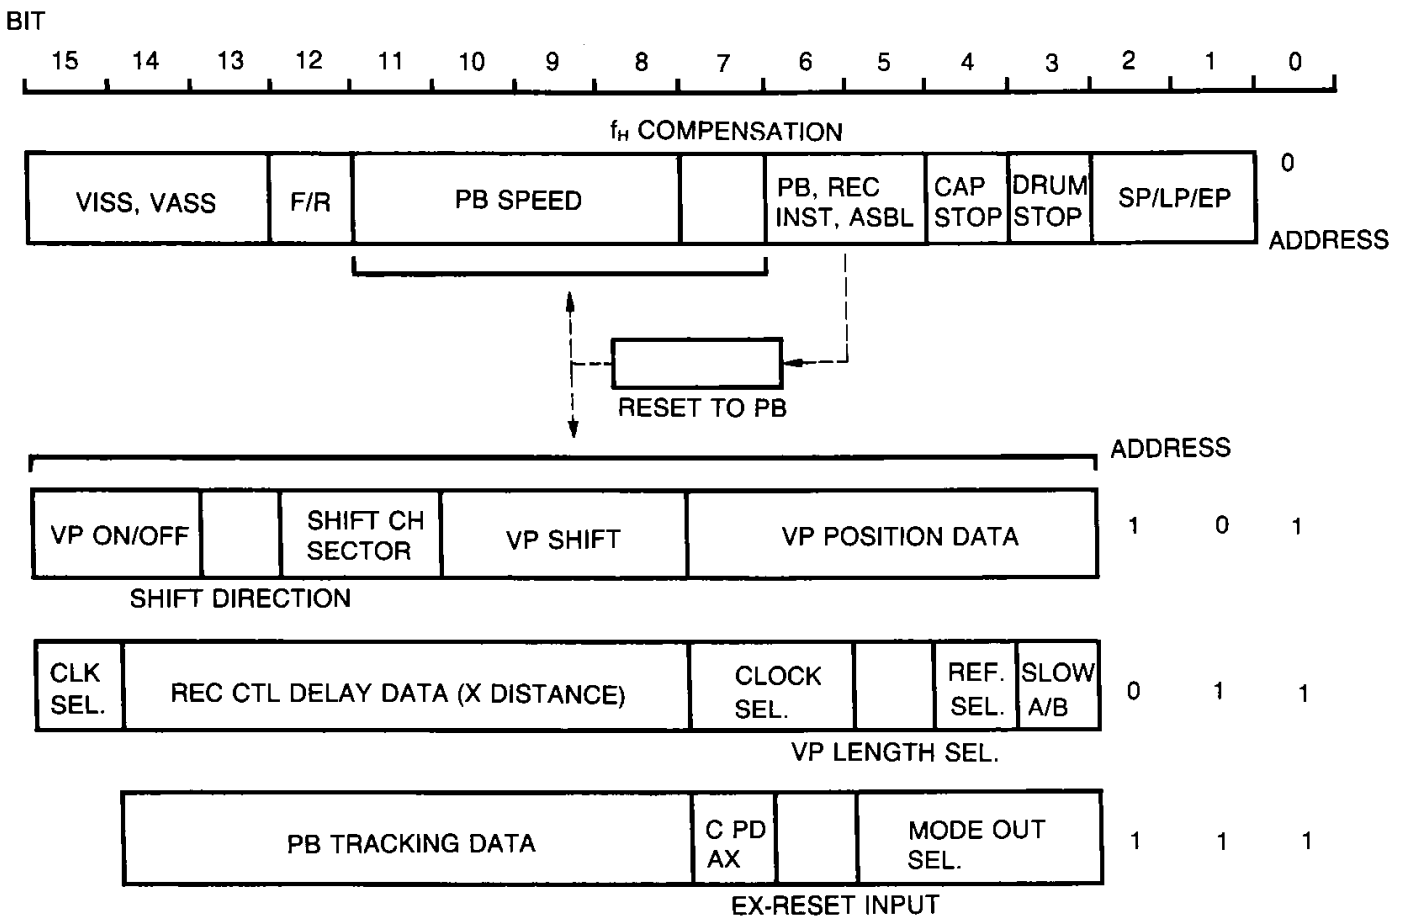 BIT
15 14 13 12 11 10 9 8 7 6 5 4 3 2 1 0
fH COMPENSATION
VISS, VASS
F/R
PB SPEED
PB, REC
INST, ASBL
CAP
STOP
DRUM
STOP
SP/LP/EP
0
ADDRESS
RESET TO PB
ADDRESS
VP ON/OFF
SHIFT CH
SECTOR
VP SHIFT
VP POSITION DATA
1 0 1
SHIFT DIRECTION
CLK
SEL.
REC CTL DELAY DATA (X DISTANCE)
CLOCK
SEL.
REF.
SEL.
SLOW
A/B
0 1 1
VP LENGTH SEL.
PB TRACKING DATA
C PD
AX
MODE OUT
SEL.
1 1 1
EX-RESET INPUT